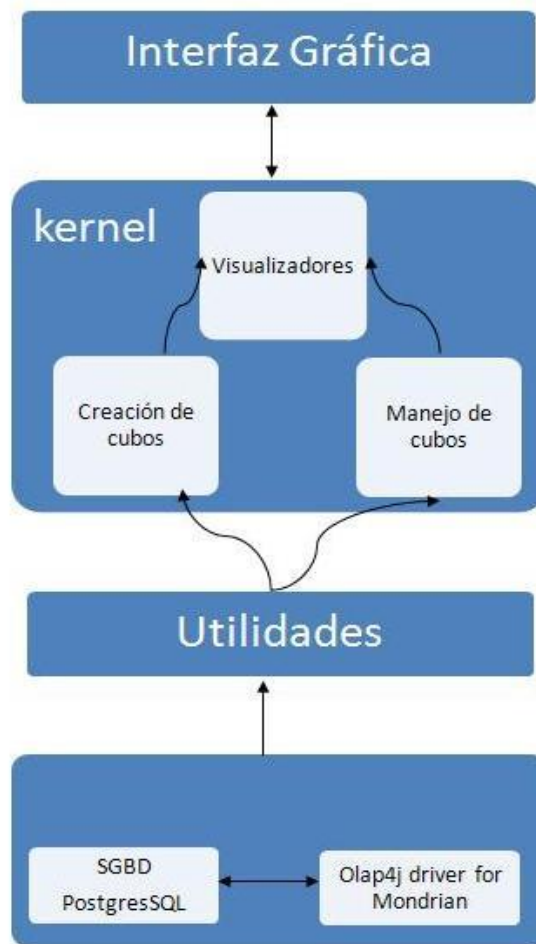 Interfaz Gráfica
kernel
Visualizadores
Creación de
cubos
Manejo de
cubos
Utilidades
SGBD
PostgresSQL
Olap4j driver for
Mondrian